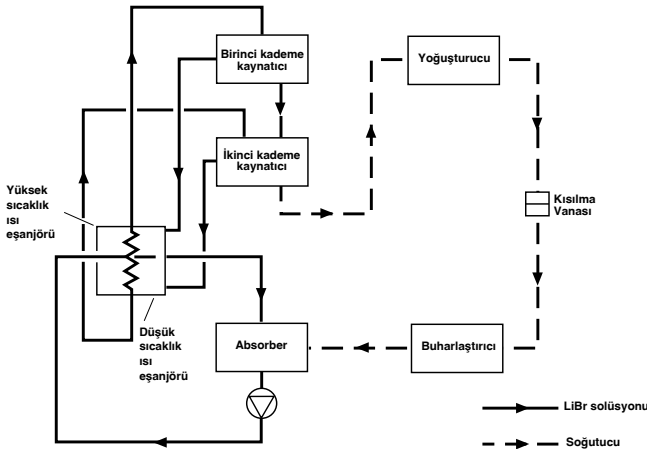 Birinci kademe
kaynatıcı
Yoğuşturucu
İkinci kademe
kaynatıcı
Yüksek
sıcaklık
ısı
eşanjörü
Kısılma
Vanası
Düşük
sıcaklık
ısı
eşanjörü
Absorber
Buharlaştırıcı
LiBr solüsyonu
Soğutucu